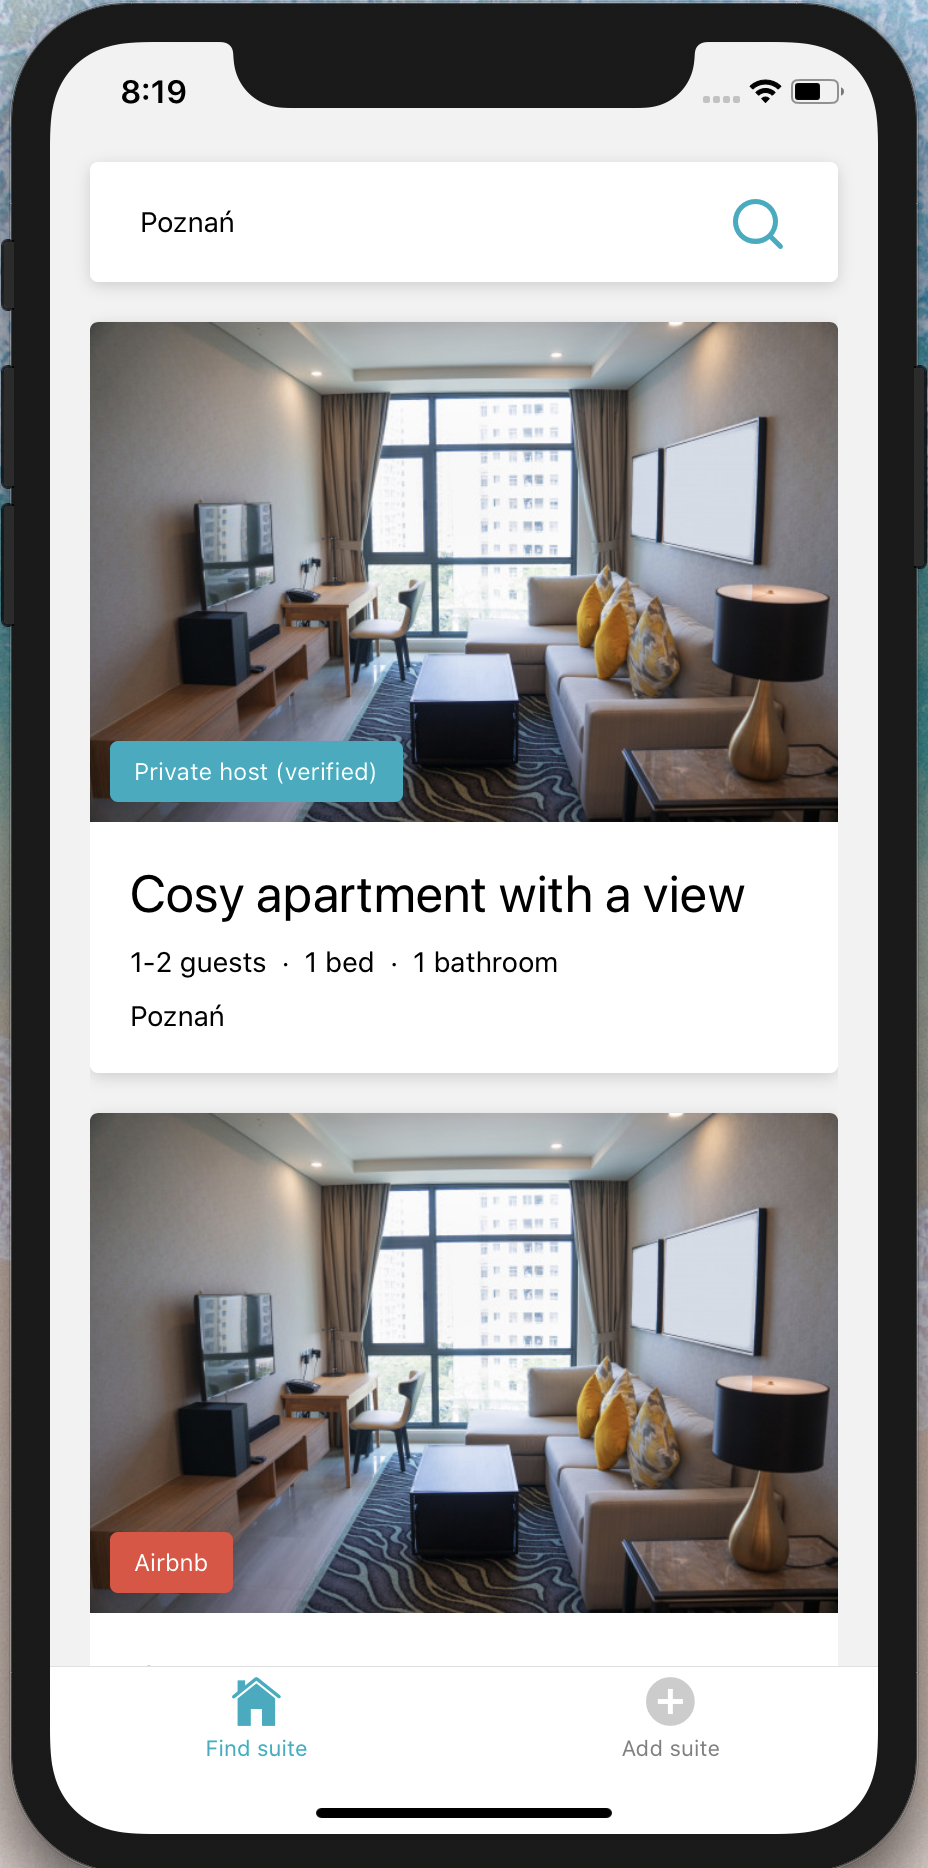 8:19
Poznań
Private host (verified)
Cosy apartment with a view
1-2 guests · 1 bed · 1 bathroom
Poznań
Airbnb
Find suite
Add suite